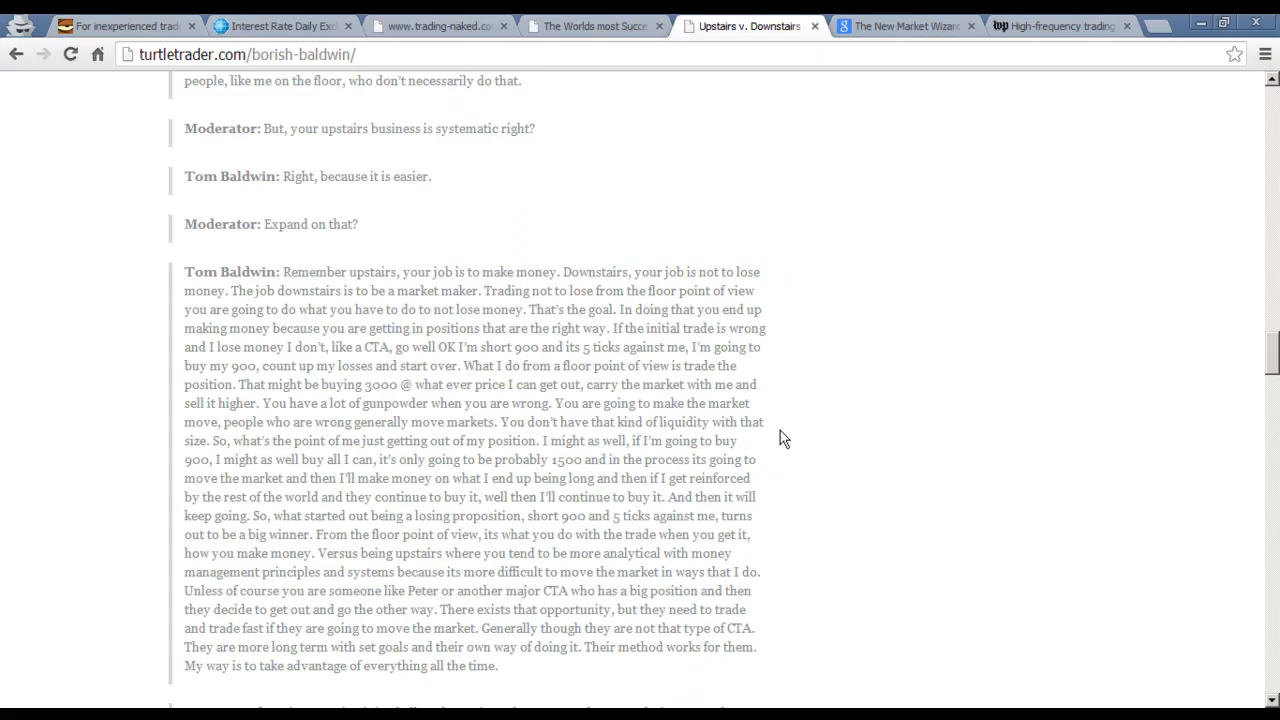 For inexperienced trad
Interest Rate Daily Exc
www.trading-naked.co
The Worlds most Succe
Upstairs v. Downstairs
The New Market Wizard
High-frequency trading
turtletrader.com/borish-baldwin/
people, like me on the floor, who don't necessarily do that.
Moderator: But, your upstairs business is systematic right?
Tom Baldwin: Right, because it is easier.
Moderator: Expand on that?
Tom Baldwin: Remember upstairs, your job is to make money. Downstairs, your job is not to lose
money. The job downstairs is to be a market maker. Trading not to lose from the floor point of view
you are going to do what you have to do to not lose money. That's the goal. In doing that you end up
making money because you are getting in positions that are the right way. If the initial trade is wrong
and I lose money I don't, like a CTA, go well OK I'm short 900 and its 5 ticks against me, I'm going to
buy my 900, count up my losses and start over. What I do from a floor point of view is trade the
position. That might be buying 3000 @ what ever price I can get out, carry the market with me and
sell it higher. You have a lot of gunpowder when you are wrong. You are going to make the market
move, people who are wrong generally move markets. You don't have that kind of liquidity with that
size. So, what's the point of me just getting out of my position. I might as well, if I'm going to buy
900, I might as well buy all I can, it's only going to be probably 1500 and in the process its going to
move the market and then I'll make money on what I end up being long and then if I get reinforced
by the rest of the world and they continue to buy it, well then I'll continue to buy it. And then it will
keep going. So, what started out being a losing proposition, short 900 and 5 ticks against me, turns
out to be a big winner. From the floor point of view, its what you do with the trade when you get it,
how you make money. Versus being upstairs where you tend to be more analytical with money
management principles and systems because its more difficult to move the market in ways that I do.
Unless of course you are someone like Peter or another major CTA who has a big position and then
they decide to get out and go the other way. There exists that opportunity, but they need to trade
and trade fast if they are going to move the market. Generally though they are not that type of CTA.
They are more long term with set goals and their own way of doing it. Their method works for them.
My way is to take advantage of everything all the time.